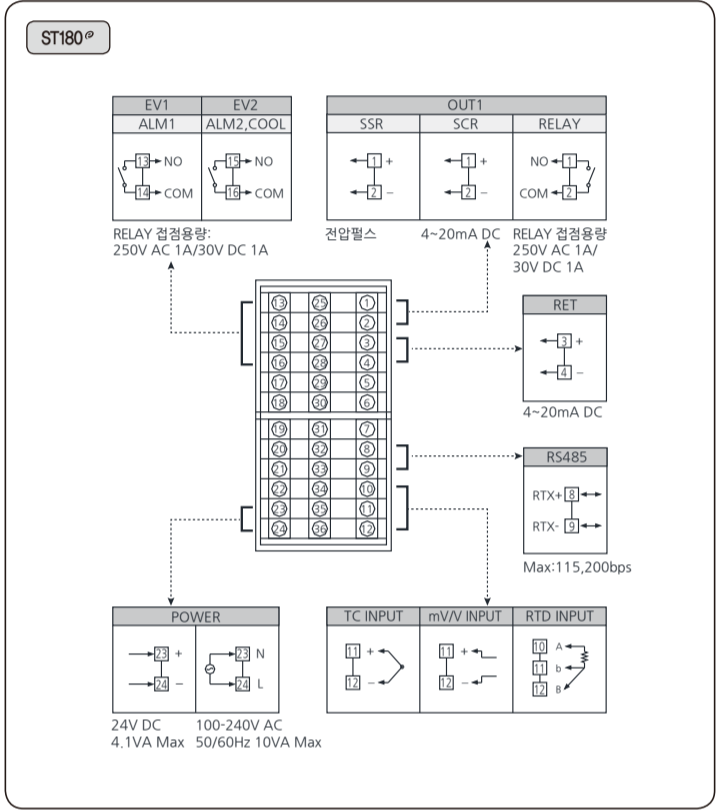 ST180
EV1 EV2
ALM1 ALM2,COOL
13 NO 15 NO
14 COM 16 COM
RELAY 접점용량:
250V AC 1A/30V DC 1A
OUT1
SSR SCR RELAY
1 + 1 + NO 1
2 − 2 − COM 2
전압펄스 4~20mA DC RELAY 접점용량
250V AC 1A/
30V DC 1A
13 25 1
14 26 2
15 27 3
16 28 4
17 29 5
18 30 6
19 31 7
20 32 8
21 33 9
22 34 10
23 35 11
24 36 12
RET
3 +
4 −
4~20mA DC
RS485
RTX+ 8
RTX- 9
Max:115,200bps
POWER
23 + 23 N
24 − 24 L
24V DC 100-240V AC
4.1VA Max 50/60Hz 10VA Max
TC INPUT mV/V INPUT RTD INPUT
11 + 11 + 10 A
12 − 12 − 11 b
12 B